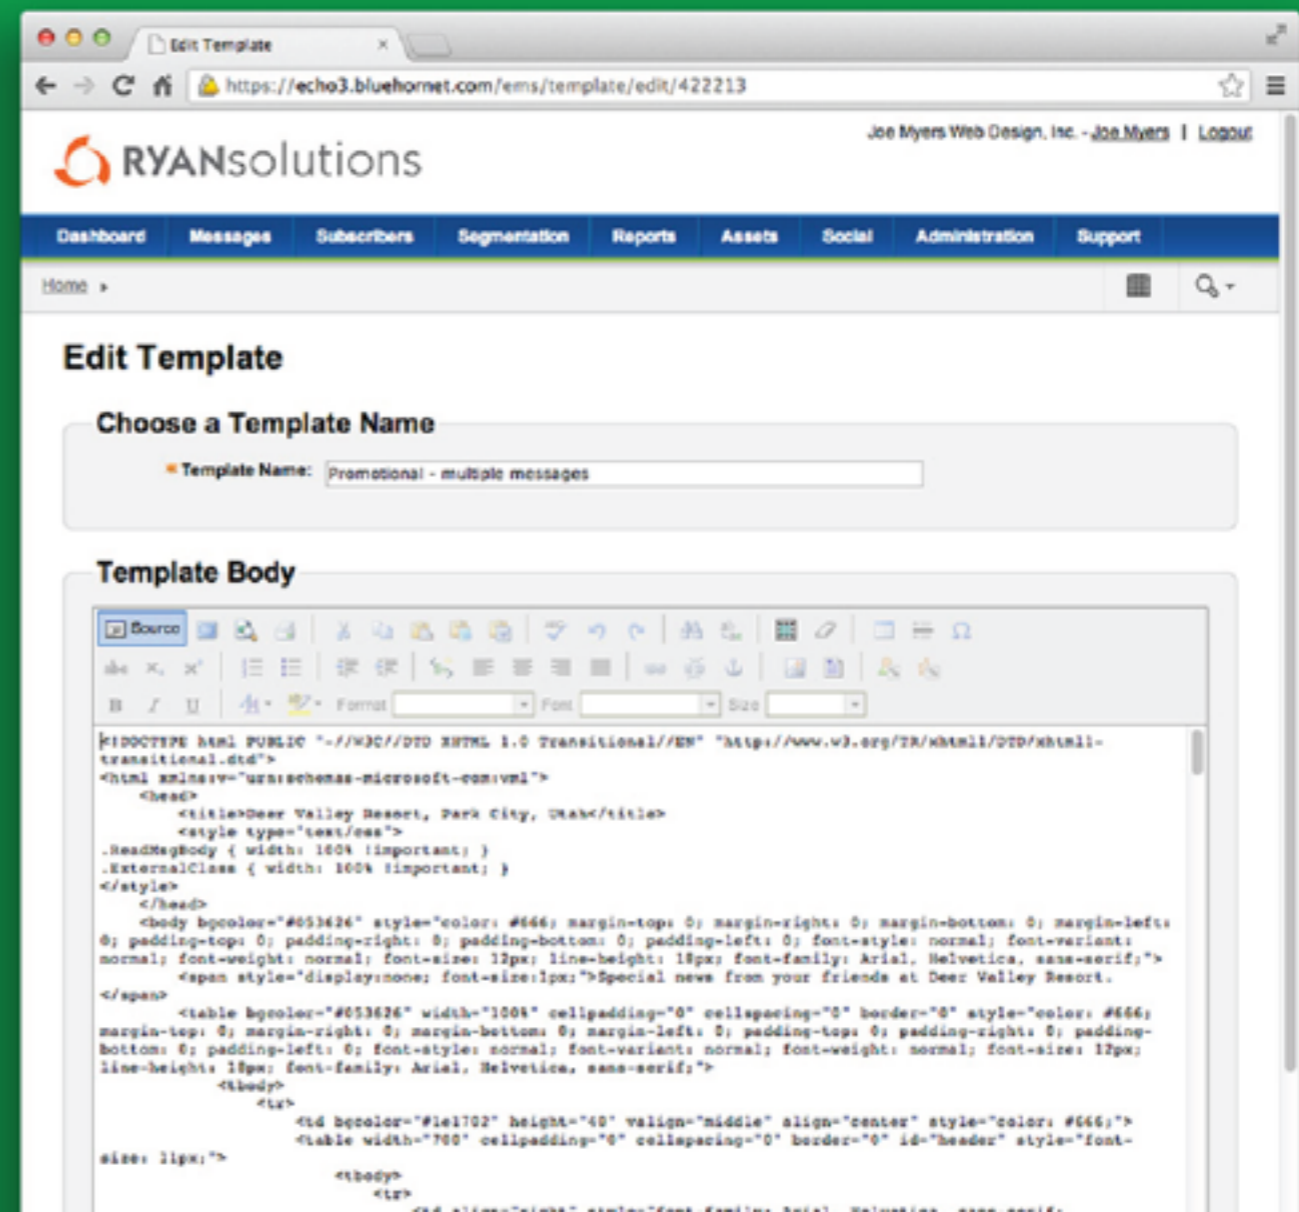 Edit Template
https://echo3.bluehornet.com/ems/template/edit/422213
Joe Myers Web Design, Inc. - Joe Myers | Logout
RYANsolutions
Dashboard Messages Subscribers Segmentation Reports Assets Social Administration Support
Home
Edit Template
Choose a Template Name
* Template Name: Promotional - multiple messages
Template Body
Source
abc
B I U Format Font Size
<!DOCTYPE html PUBLIC "-//W3C//DTD XHTML 1.0 Transitional//EN" "http://www.w3.org/TR/xhtml1/DTD/xhtml1-
transitional.dtd">
<html xmlns:v="urn:schemas-microsoft-com:vml">
<head>
<title>Deer Valley Resort, Park City, Utah</title>
<style type="text/css">
.ReadMsgBody { width: 100% !important; }
.ExternalClass { width: 100% !important; }
</style>
</head>
<body bgcolor="#053626" style="color: #666; margin-top: 0; margin-right: 0; margin-bottom: 0; margin-left:
0; padding-top: 0; padding-right: 0; padding-bottom: 0; padding-left: 0; font-style: normal; font-variant:
normal; font-weight: normal; font-size: 12px; line-height: 18px; font-family: Arial, Helvetica, sans-serif;">
<span style="display:none; font-size:1px;">Special news from your friends at Deer Valley Resort.
</span>
<table bgcolor="#053626" width="100%" cellpadding="0" cellspacing="0" border="0" style="color: #666;
margin-top: 0; margin-right: 0; margin-bottom: 0; margin-left: 0; padding-top: 0; padding-right: 0; padding-
bottom: 0; padding-left: 0; font-style: normal; font-variant: normal; font-weight: normal; font-size: 12px;
line-height: 18px; font-family: Arial, Helvetica, sans-serif;">
<tbody>
<tr>
<td bgcolor="#1e1702" height="40" valign="middle" align="center" style="color: #666;">
<table width="700" cellpadding="0" cellspacing="0" border="0" id="header" style="font-
size: 11px;">
<tbody>
<tr>
<td align="right" style="font-family: Arial, Helvetica, sans-serif;